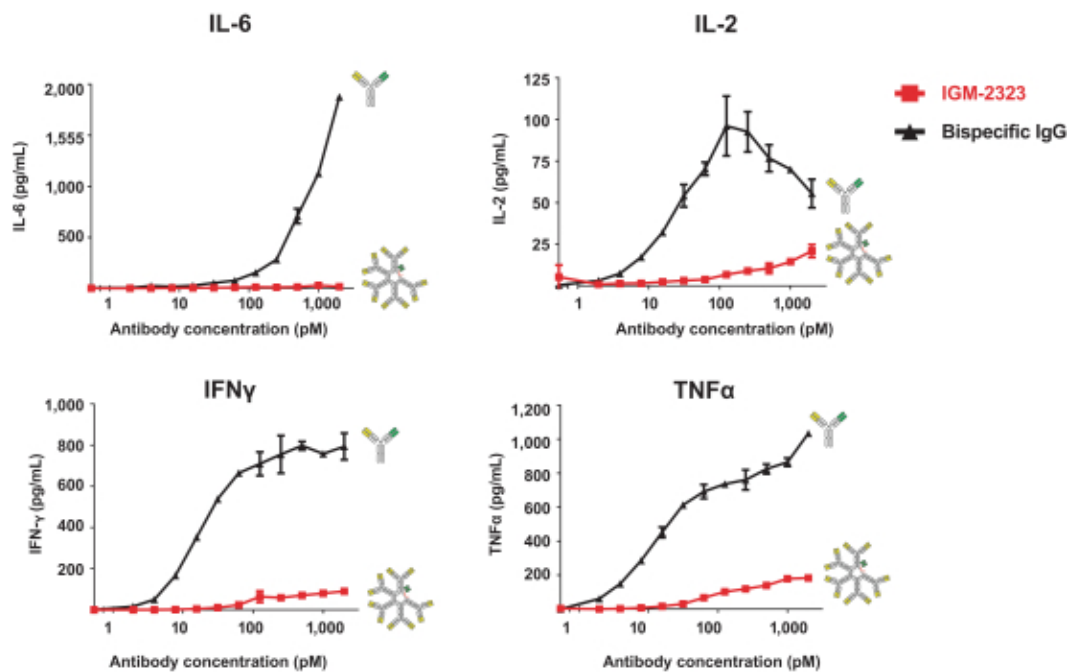 IL-6
IL-6 (pg/mL)
2,000
1,555
1,000
500
1
10
100
1,000
Antibody concentration (pM)
IL-2
IL-2 (pg/mL)
125
100
75
50
25
1
10
100
1,000
Antibody concentration (pM)
IGM-2323
Bispecific IgG
IFNγ
IFN-γ (pg/mL)
1,000
800
600
400
200
1
10
100
1,000
Antibody concentration (pM)
TNFα
TNFα (pg/mL)
1,200
1,000
800
600
400
200
1
10
100
1,000
Antibody concentration (pM)